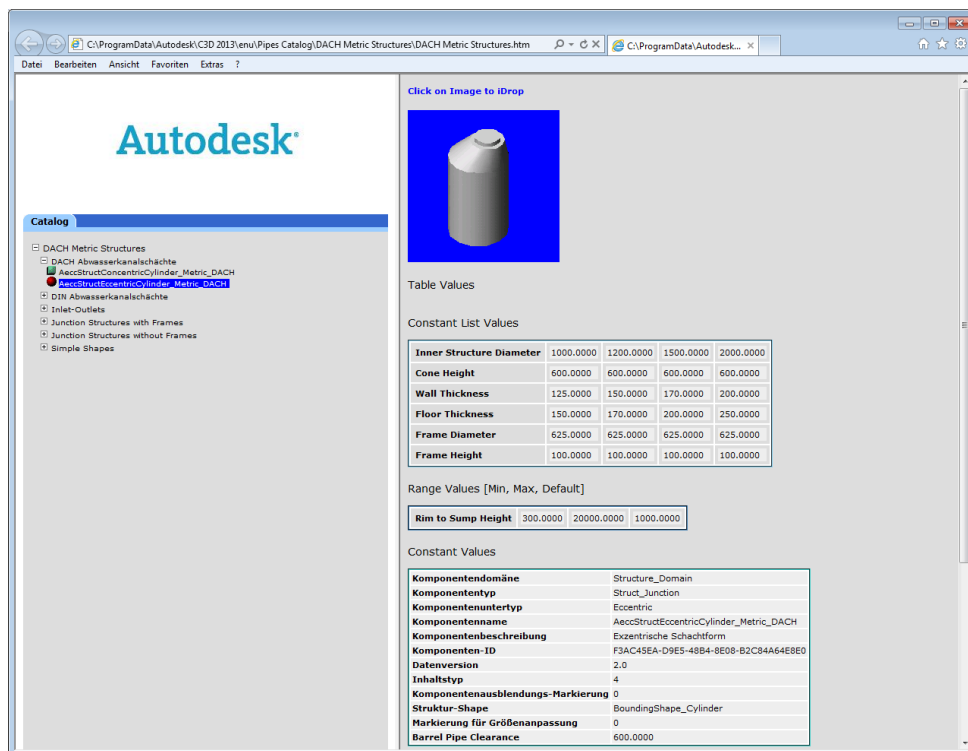 C:\ProgramData\Autodesk\C3D 2013\enu\Pipes Catalog\DACH Metric Structures\DACH Metric Structures.htm
C:\ProgramData\Autodesk...
Datei Bearbeiten Ansicht Favoriten Extras ?
Autodesk
Catalog
DACH Metric Structures
DACH Abwasserkanalschächte
AeccStructConcentricCylinder_Metric_DACH
AeccStructEccentricCylinder_Metric_DACH
DIN Abwasserkanalschächte
Inlet-Outlets
Junction Structures with Frames
Junction Structures without Frames
Simple Shapes
Click on Image to iDrop
Table Values
Constant List Values
Inner Structure Diameter 1000.0000 1200.0000 1500.0000 2000.0000
Cone Height 600.0000 600.0000 600.0000 600.0000
Wall Thickness 125.0000 150.0000 170.0000 200.0000
Floor Thickness 150.0000 170.0000 200.0000 250.0000
Frame Diameter 625.0000 625.0000 625.0000 625.0000
Frame Height 100.0000 100.0000 100.0000 100.0000
Range Values [Min, Max, Default]
Rim to Sump Height 300.0000 20000.0000 1000.0000
Constant Values
Komponentendomäne Structure_Domain
Komponententyp Struct_Junction
Komponentenuntertyp Eccentric
Komponentenname AeccStructEccentricCylinder_Metric_DACH
Komponentenbeschreibung Exzentrische Schachtform
Komponenten-ID F3AC45EA-D9E5-48B4-8E08-B2C84A64E8E0
Datenversion 2.0
Inhaltstyp 4
Komponentenausblendungs-Markierung 0
Struktur-Shape BoundingShape_Cylinder
Markierung für Größenanpassung 0
Barrel Pipe Clearance 600.0000